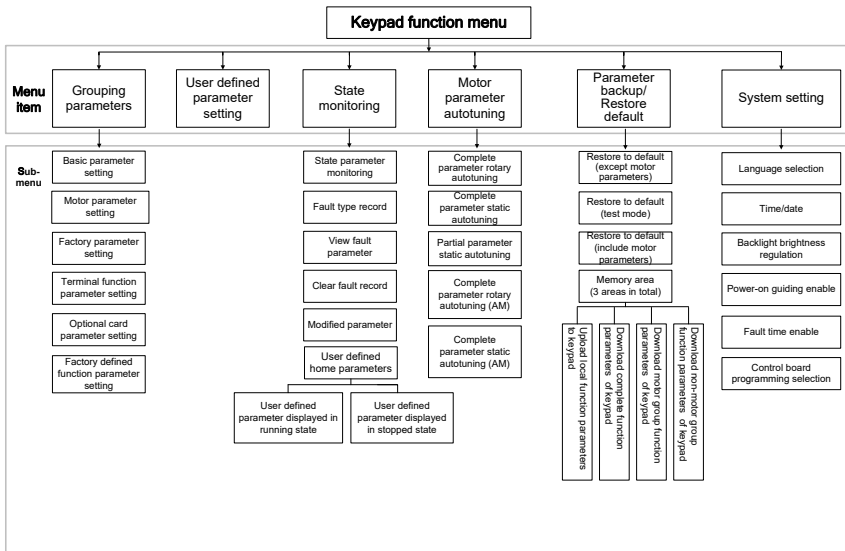 Keypad function menu
Menu
item
Grouping
parameters
User defined
parameter
setting
State
monitoring
Motor
parameter
autotuning
Parameter
backup/
Restore
default
System setting
Sub-
menu
Basic parameter
setting
Motor parameter
setting
Factory parameter
setting
Terminal function
parameter setting
Optional card
parameter setting
Factory defined
function parameter
setting
State parameter
monitoring
Fault type record
View fault
parameter
Clear fault record
Modified parameter
User defined
home parameters
User defined
parameter displayed in
running state
User defined
parameter displayed
in stopped state
Complete
parameter rotary
autotuning
Complete
parameter static
autotuning
Partial parameter
static autotuning
Complete
parameter rotary
autotuning (AM)
Complete
parameter static
autotuning (AM)
Restore to default
(except motor
parameters)
Restore to default
(test mode)
Restore to default
(include motor
parameters)
Memory area
(3 areas in total)
Upload local function parameters
to keypad
Download complete function
parameters of keypad
Download motor group function
parameters of keypad
Download non-motor group
function parameters of keypad
Language selection
Time/date
Backlight brightness
regulation
Power-on guiding enable
Fault time enable
Control board
programming selection